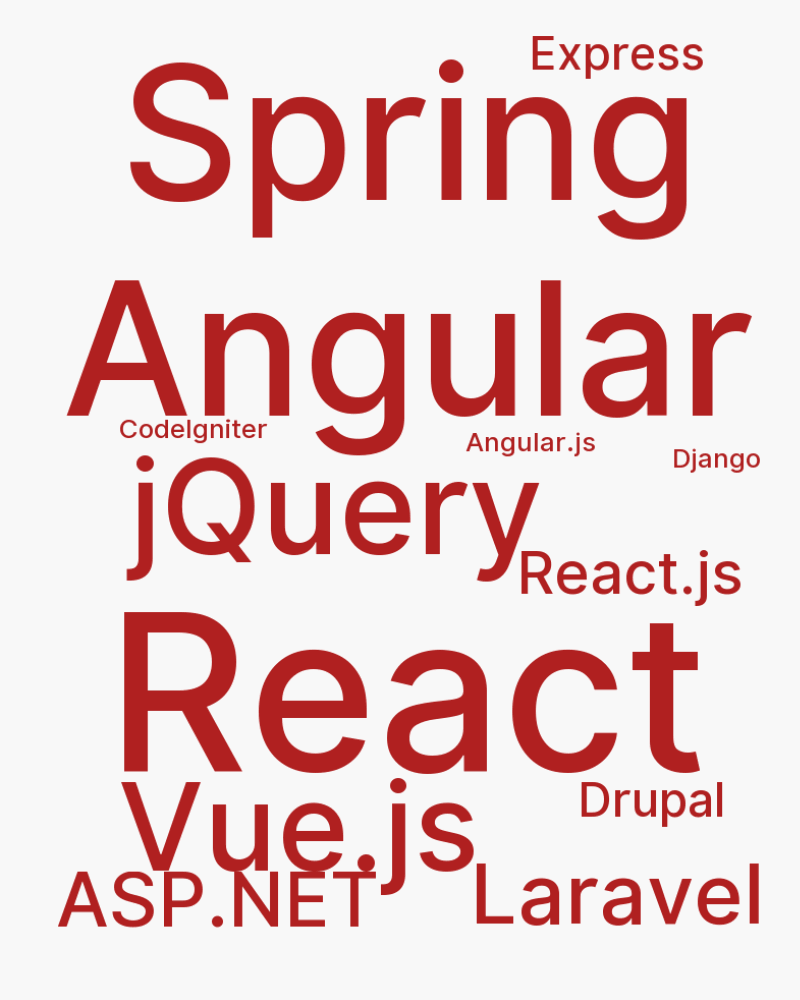 Express
Spring
Angular
CodeIgniter
Angular.js
Django
jQuery
React.js
React
Vue.js
Drupal
ASP.NET
Laravel